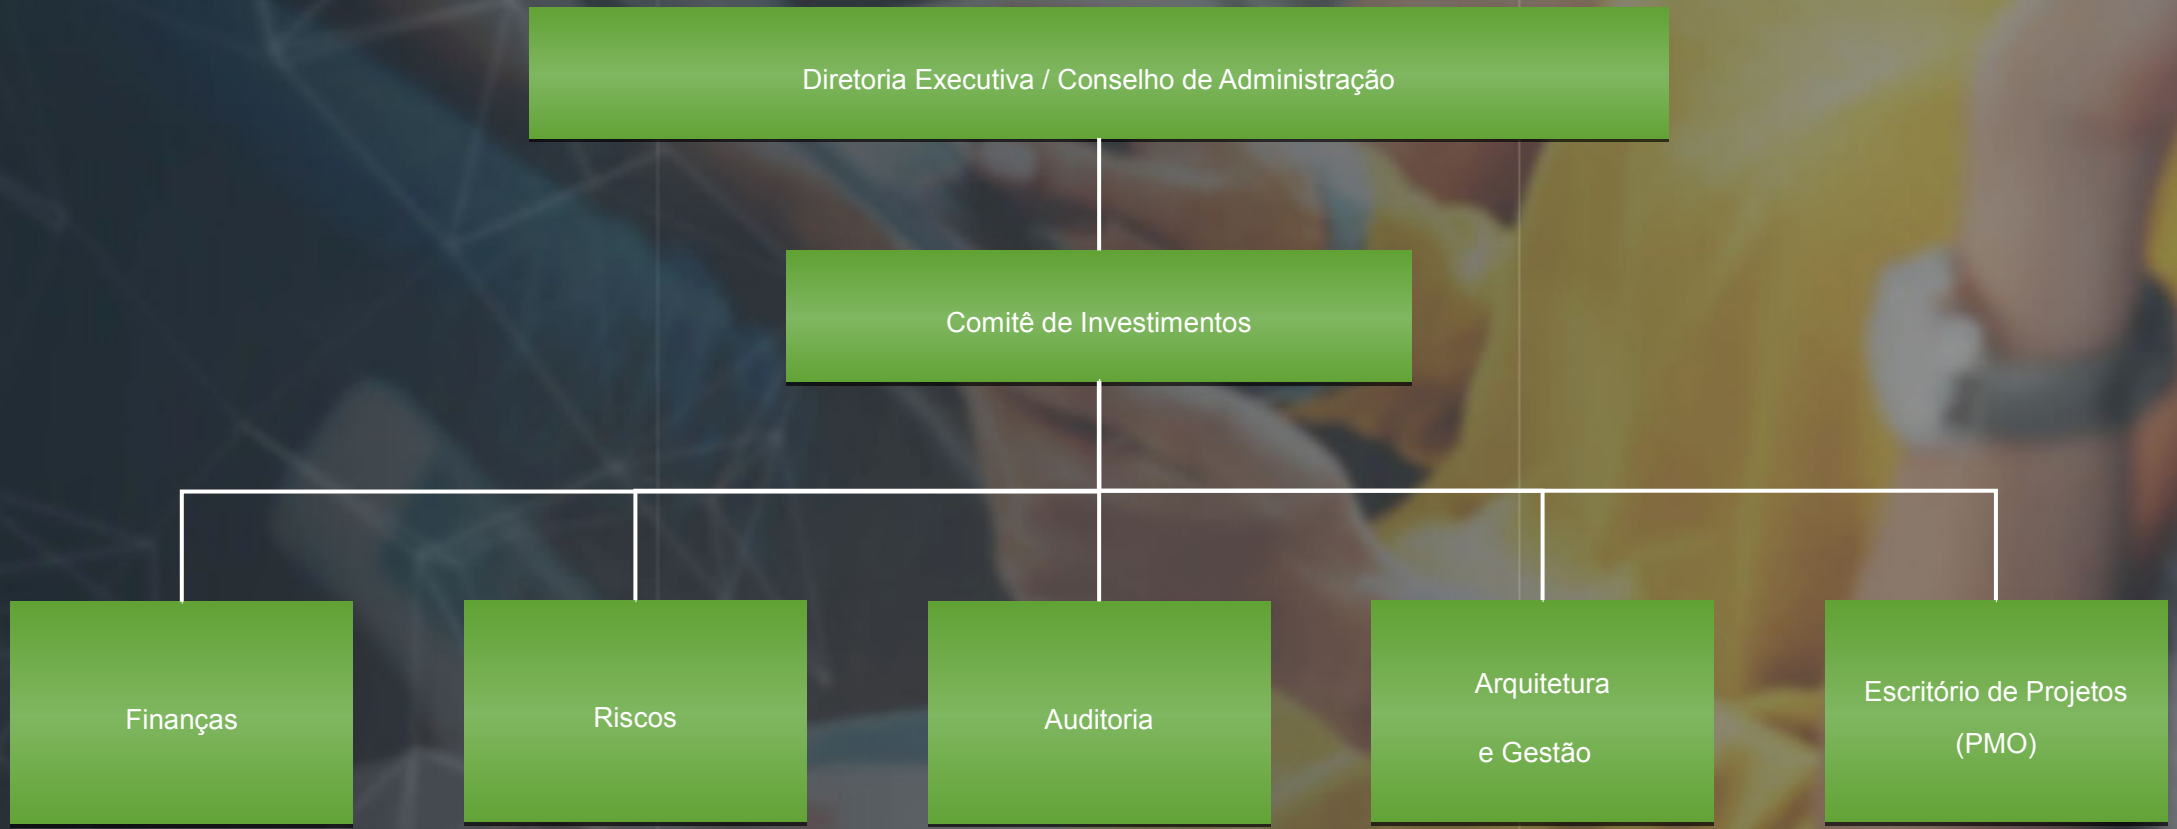 Diretoria Executiva / Conselho de Administração
Comitê de Investimentos
Finanças
Riscos
Auditoria
Arquitetura
e Gestão
Escritório de Projetos
(PMO)